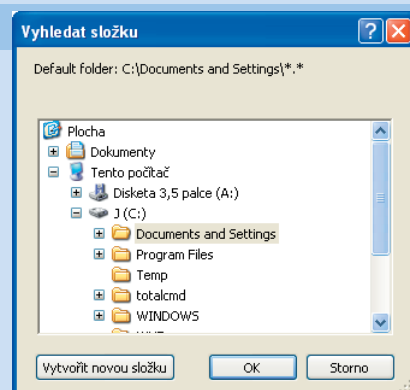 Vyhledat složku
Default folder: C:\Documents and Settings\*.*
Plocha
Dokumenty
Tento počítač
Disketa 3,5 palce (A:)
J (C:)
Documents and Settings
Program Files
Temp
totalcmd
WINDOWS
Vytvořit novou složku
OK
Storno